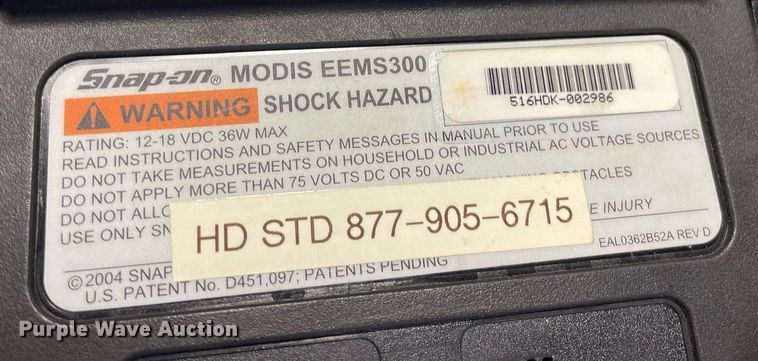 Snap-on® MODIS EEMS300
516HDK-002986
WARNING SHOCK HAZARD
RATING: 12-18 VDC 36W MAX
READ INSTRUCTIONS AND SAFETY MESSAGES IN MANUAL PRIOR TO USE
DO NOT TAKE MEASUREMENTS ON HOUSEHOLD OR INDUSTRIAL AC VOLTAGE SOURCES
DO NOT APPLY MORE THAN 75 VOLTS DC OR 50 VAC
DO NOT OBSTACLES
USE ONLY E INJURY
HD STD 877-905-6715
EAL0362B52A REV D
©2004 SNAP
U.S. PATENT No. D451,097; PATENTS PENDING
Purple Wave Auction